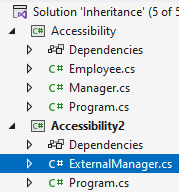 Solution 'Inheritance' (5 of 5
Accessibility
Dependencies
C# Employee.cs
C# Manager.cs
C# Program.cs
C# Accessibility2
Dependencies
C# ExternalManager.cs
C# Program.cs